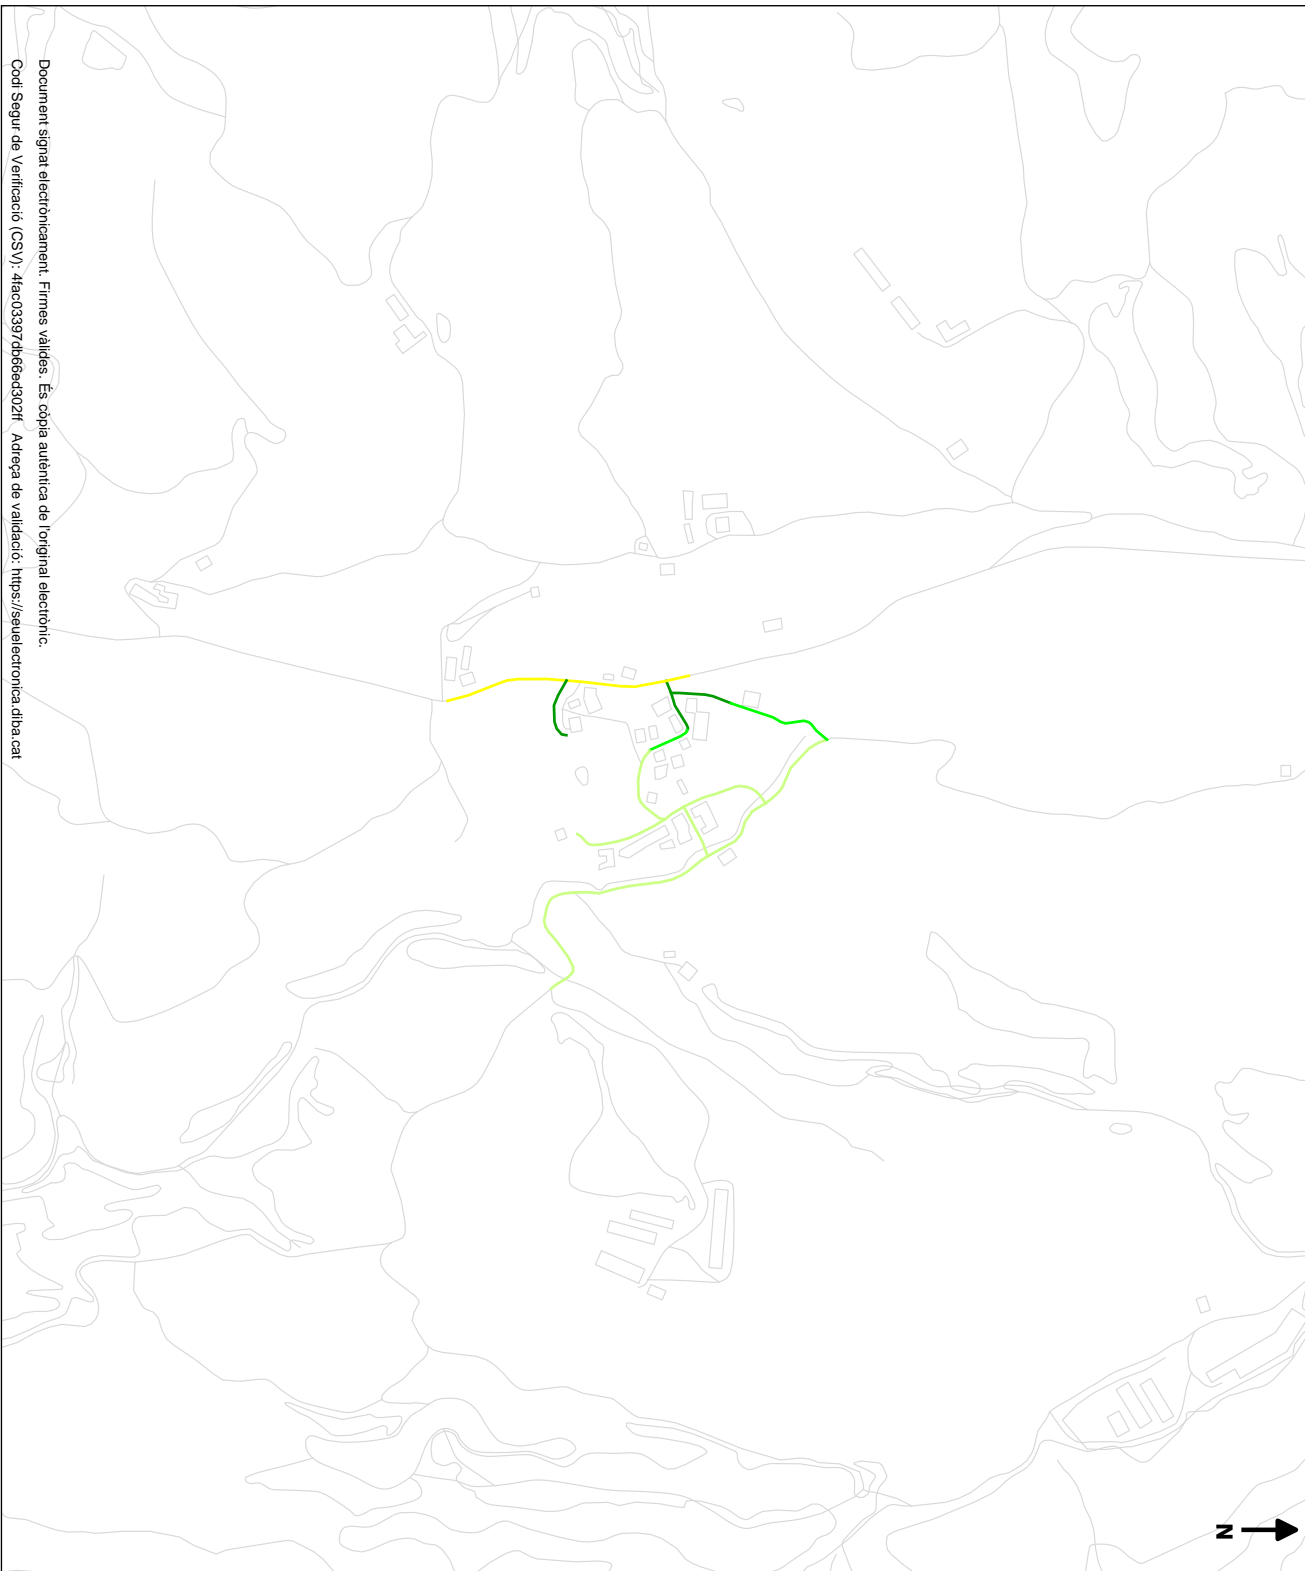 Document signat electrònicament. Firmes vàlides. És còpia autèntica de l'original electrònic.
Codi Segur de Verificació (CSV): 4fac03397db66ed302ff Adreça de validació: https://seuelectronica.diba.cat
N